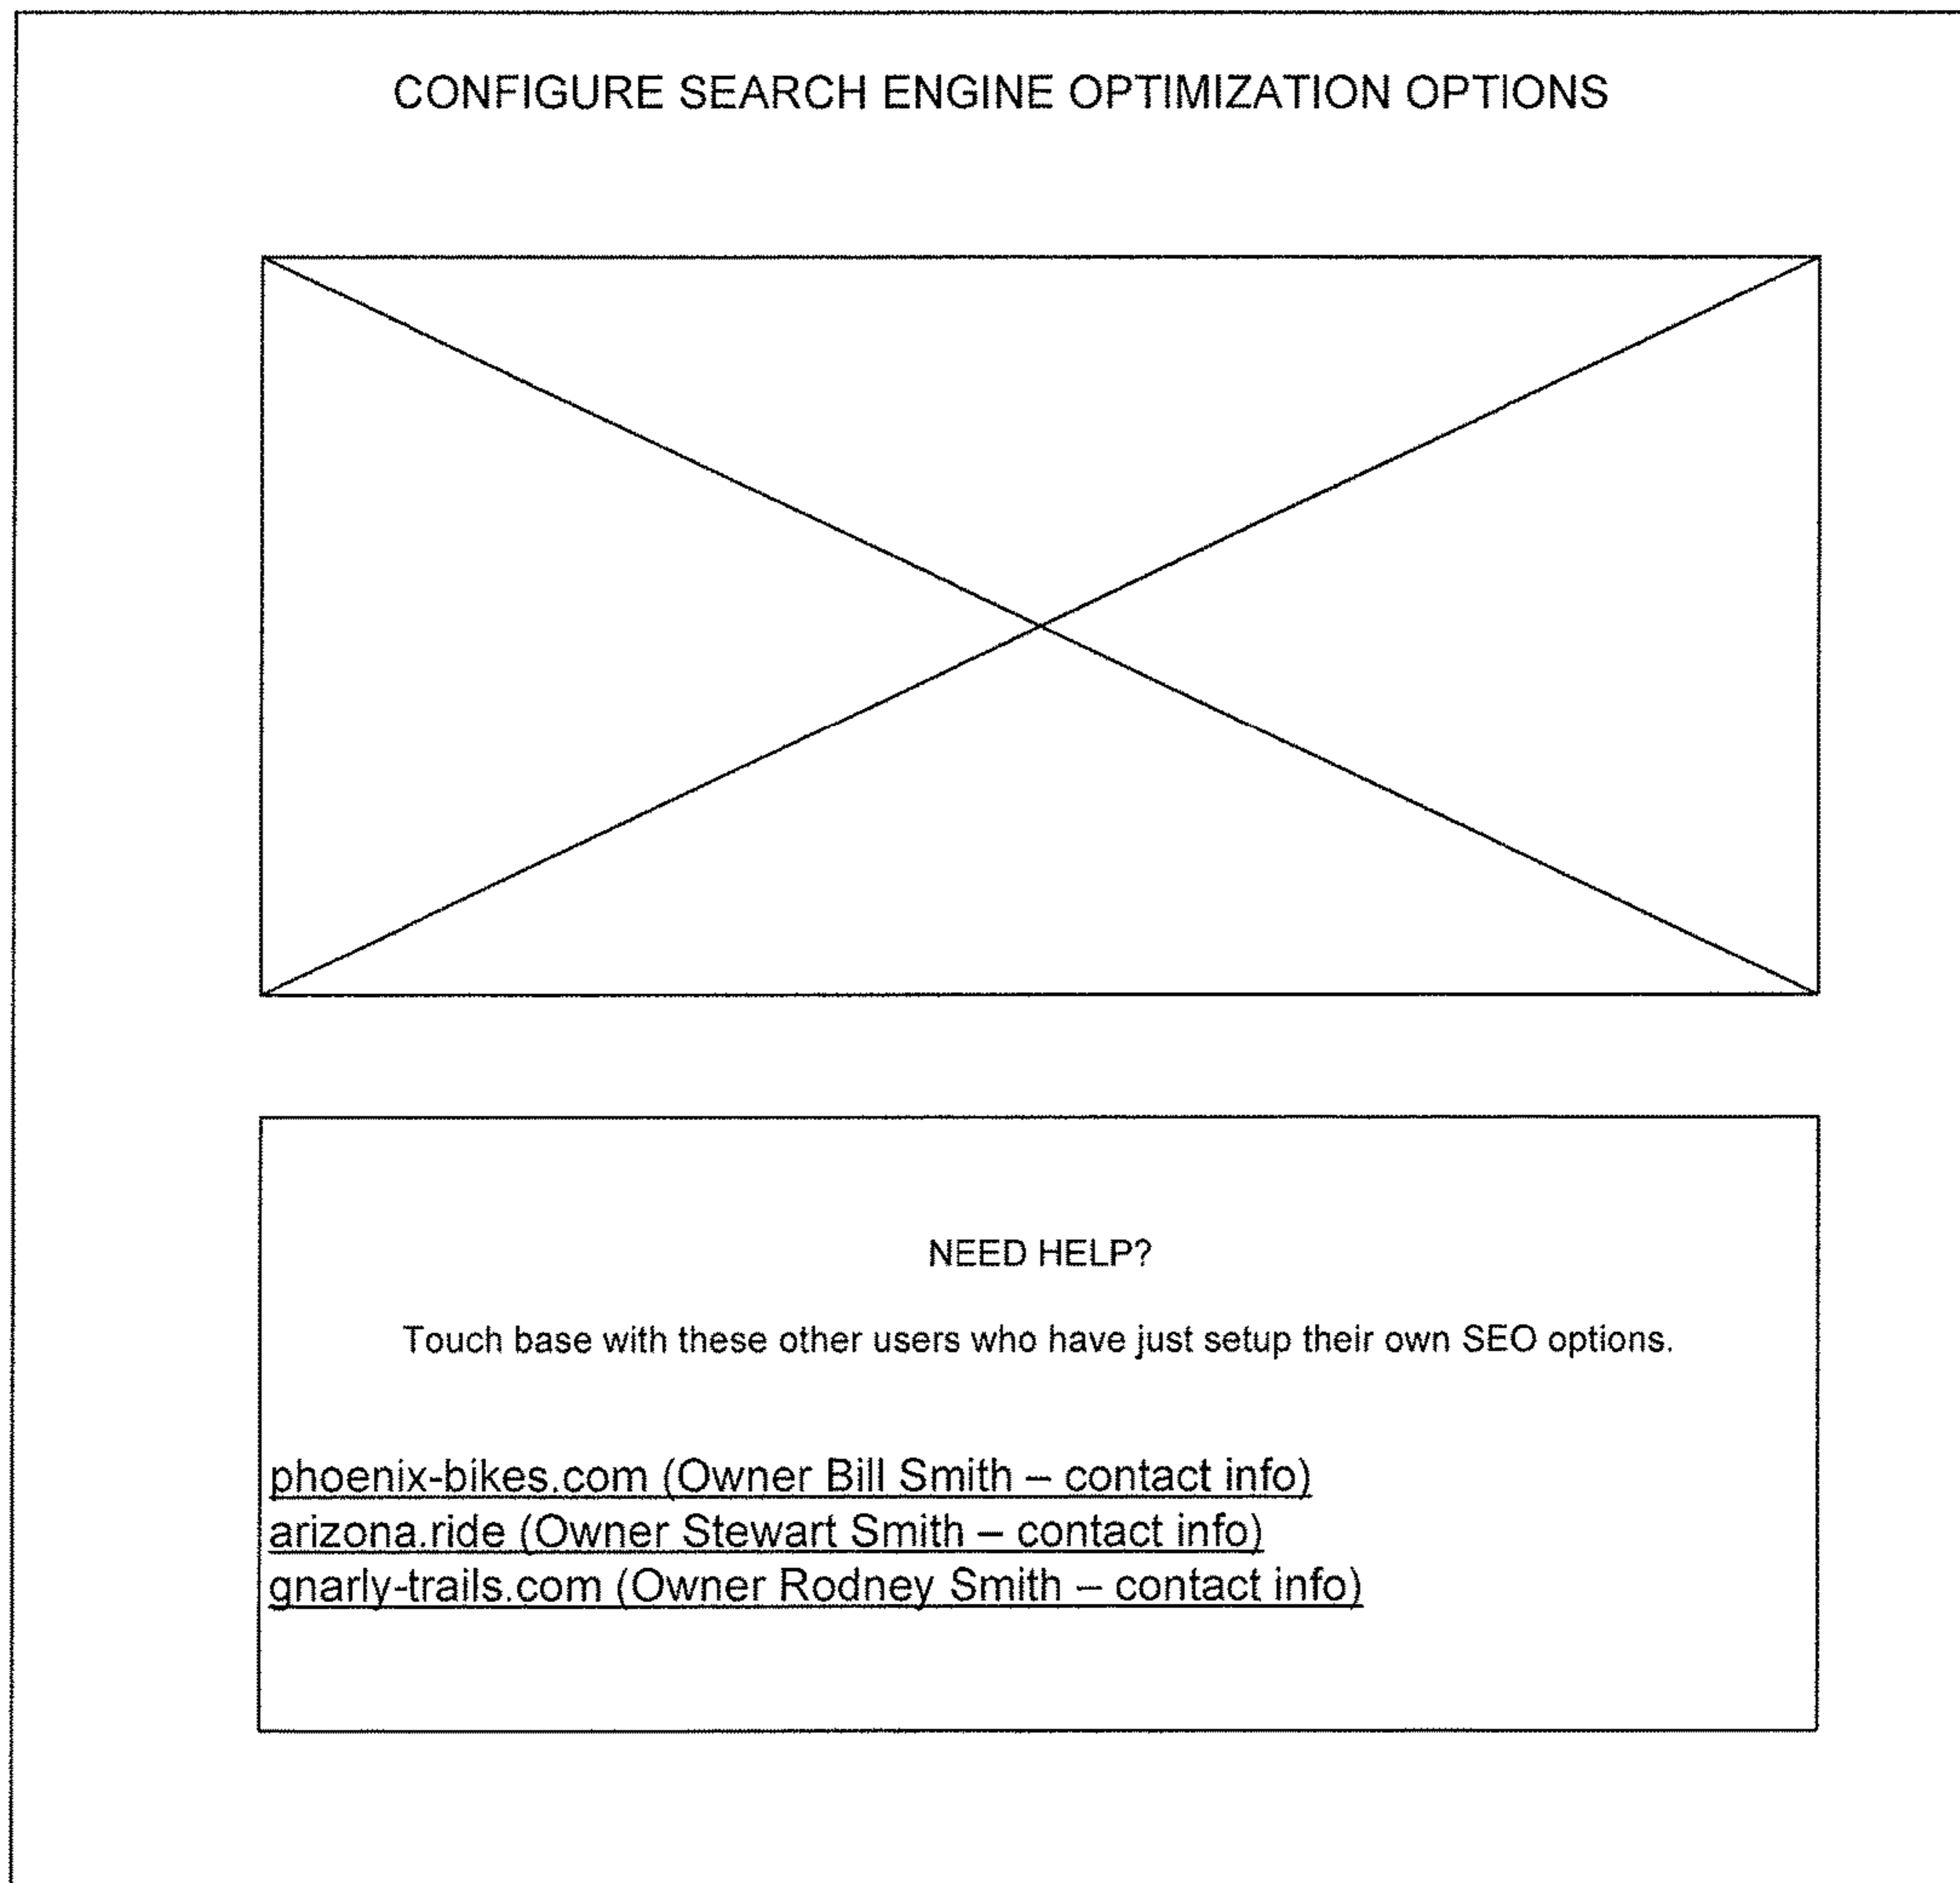 CONFIGURE SEARCH ENGINE OPTIMIZATION OPTIONS
NEED HELP?
Touch base with these other users who have just setup their own SEO options.
phoenix-bikes.com (Owner Bill Smith – contact info)
arizona.ride (Owner Stewart Smith – contact info)
gnarly-trails.com (Owner Rodney Smith – contact info)